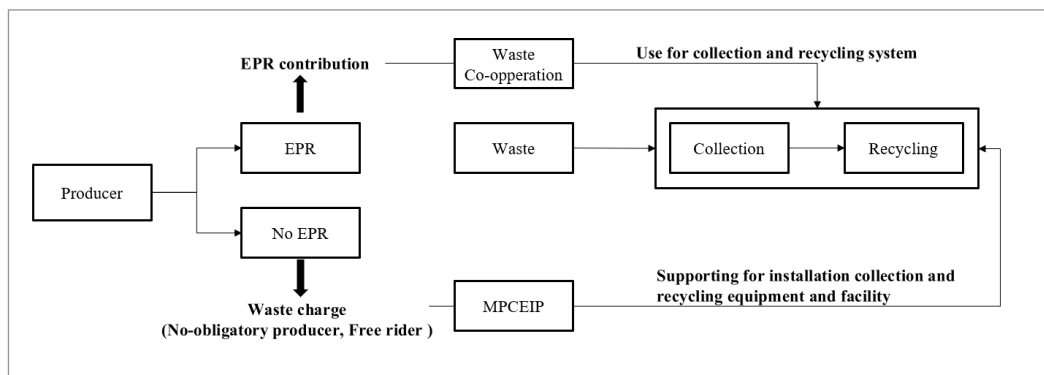 Waste
Co-opperation
EPR contribution
Use for collection and recycling system
EPR
Waste
Collection
Recycling
Producer
No EPR
Supporting for installation collection and
recycling equipment and facility
MPCEIP
Waste charge
(No-obligatory producer, Free rider )